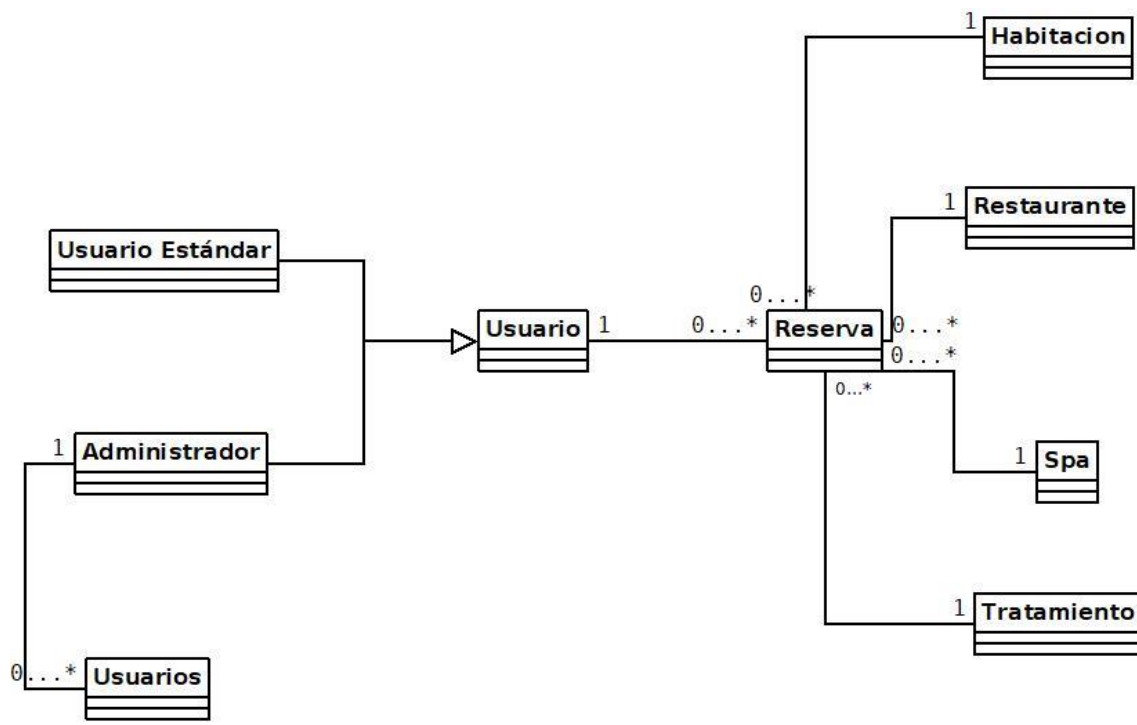 1 Habitacion
1 Restaurante
Usuario Estándar
0...*
Usuario 1 0...* Reserva 0...*
0...*
0...*
1 Administrador
1 Spa
1 Tratamiento
0...* Usuarios